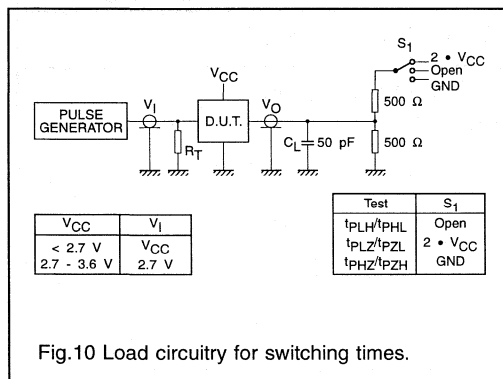 S1
2 • VCC
Open
GND
VCC
500 Ω
PULSE
GENERATOR
VI
D.U.T.
VO
RT
CL
50 pF
500 Ω
VCC VI
< 2.7 V VCC
2.7 - 3.6 V 2.7 V
Test S1
tPLH/tPHL Open
tPLZ/tPZL 2 • VCC
tPHZ/tPZH GND
Fig.10 Load circuitry for switching times.